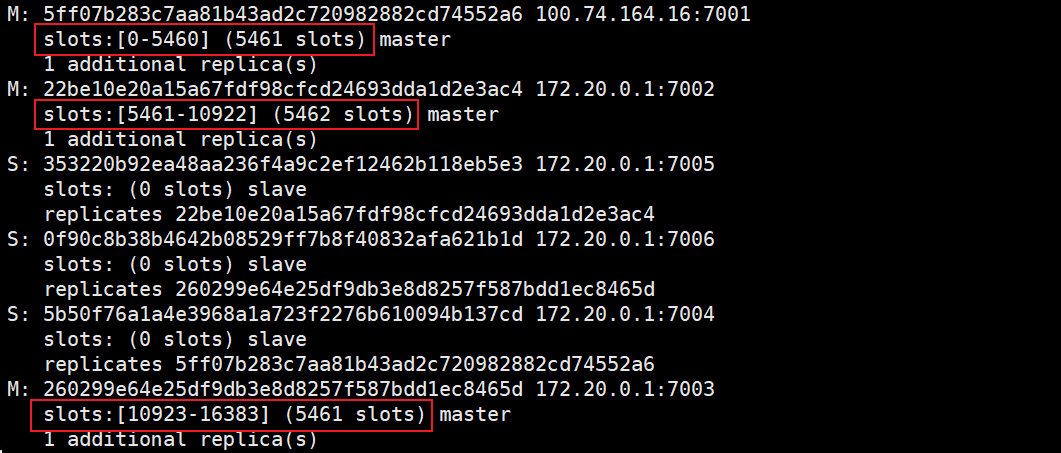 M: 5ff07b283c7aa81b43ad2c720982882cd74552a6 100.74.164.16:7001
slots:[0-5460] (5461 slots) master
1 additional replica(s)
M: 22be10e20a15a67fdf98cfcd24693dda1d2e3ac4 172.20.0.1:7002
slots:[5461-10922] (5462 slots) master
1 additional replica(s)
S: 353220b92ea48aa236f4a9c2ef12462b118eb5e3 172.20.0.1:7005
slots: (0 slots) slave
replicates 22be10e20a15a67fdf98cfcd24693dda1d2e3ac4
S: 0f90c8b38b4642b08529ff7b8f40832afa621b1d 172.20.0.1:7006
slots: (0 slots) slave
replicates 260299e64e25df9db3e8d8257f587bdd1ec8465d
S: 5b50f76a1a4e3968a1a723f2276b610094b137cd 172.20.0.1:7004
slots: (0 slots) slave
replicates 5ff07b283c7aa81b43ad2c720982882cd74552a6
M: 260299e64e25df9db3e8d8257f587bdd1ec8465d 172.20.0.1:7003
slots:[10923-16383] (5461 slots) master
1 additional replica(s)